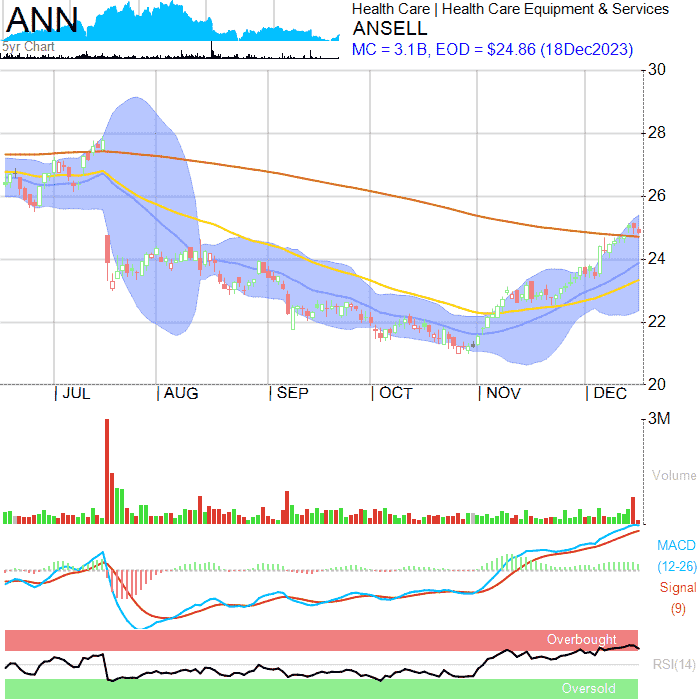 ANN
5yr Chart
Health Care | Health Care Equipment & Services
ANSELL
MC = 3.1B, EOD = $24.86 (18Dec2023)
30
28
26
24
22
20
JUL AUG SEP OCT NOV DEC
3M
Volume
MACD
(12-26)
Signal
(9)
Overbought
RSI(14)
Oversold